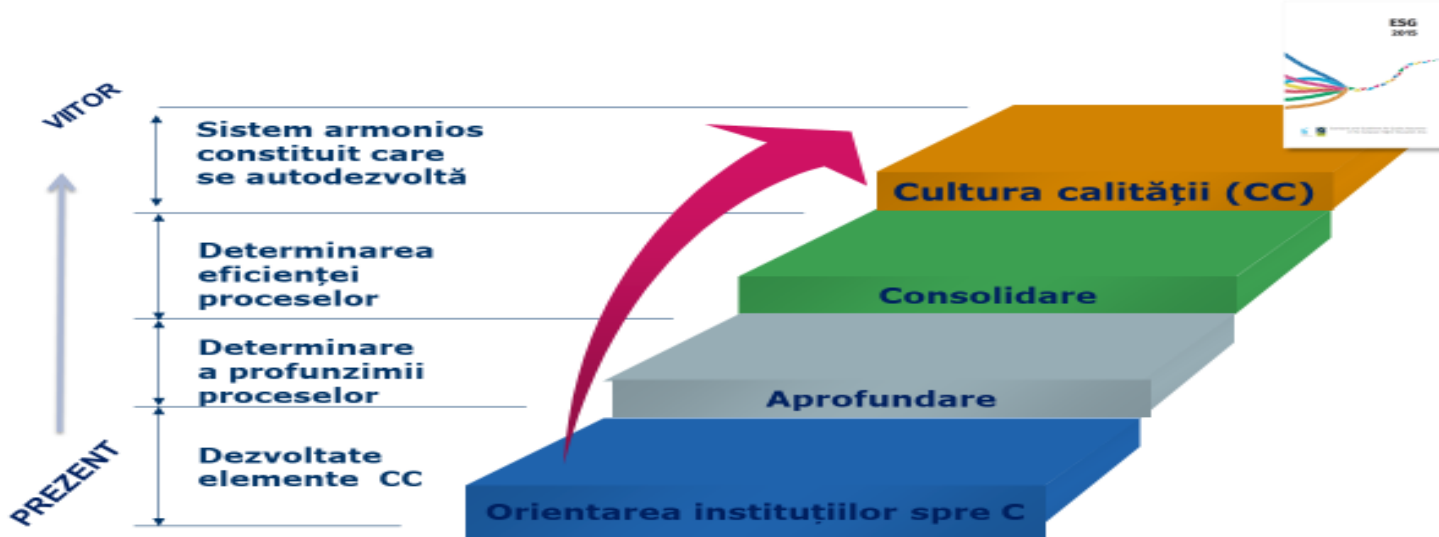 ESG
2015
VIITOR
Sistem armonios
constituit care
se autodezvoltă
Cultura calității (CC)
Determinarea
eficienței
proceselor
Consolidare
Determinare
a profunzimii
proceselor
Aprofundare
Dezvoltate
elemente CC
PREZENT
Orientarea instituțiilor spre C